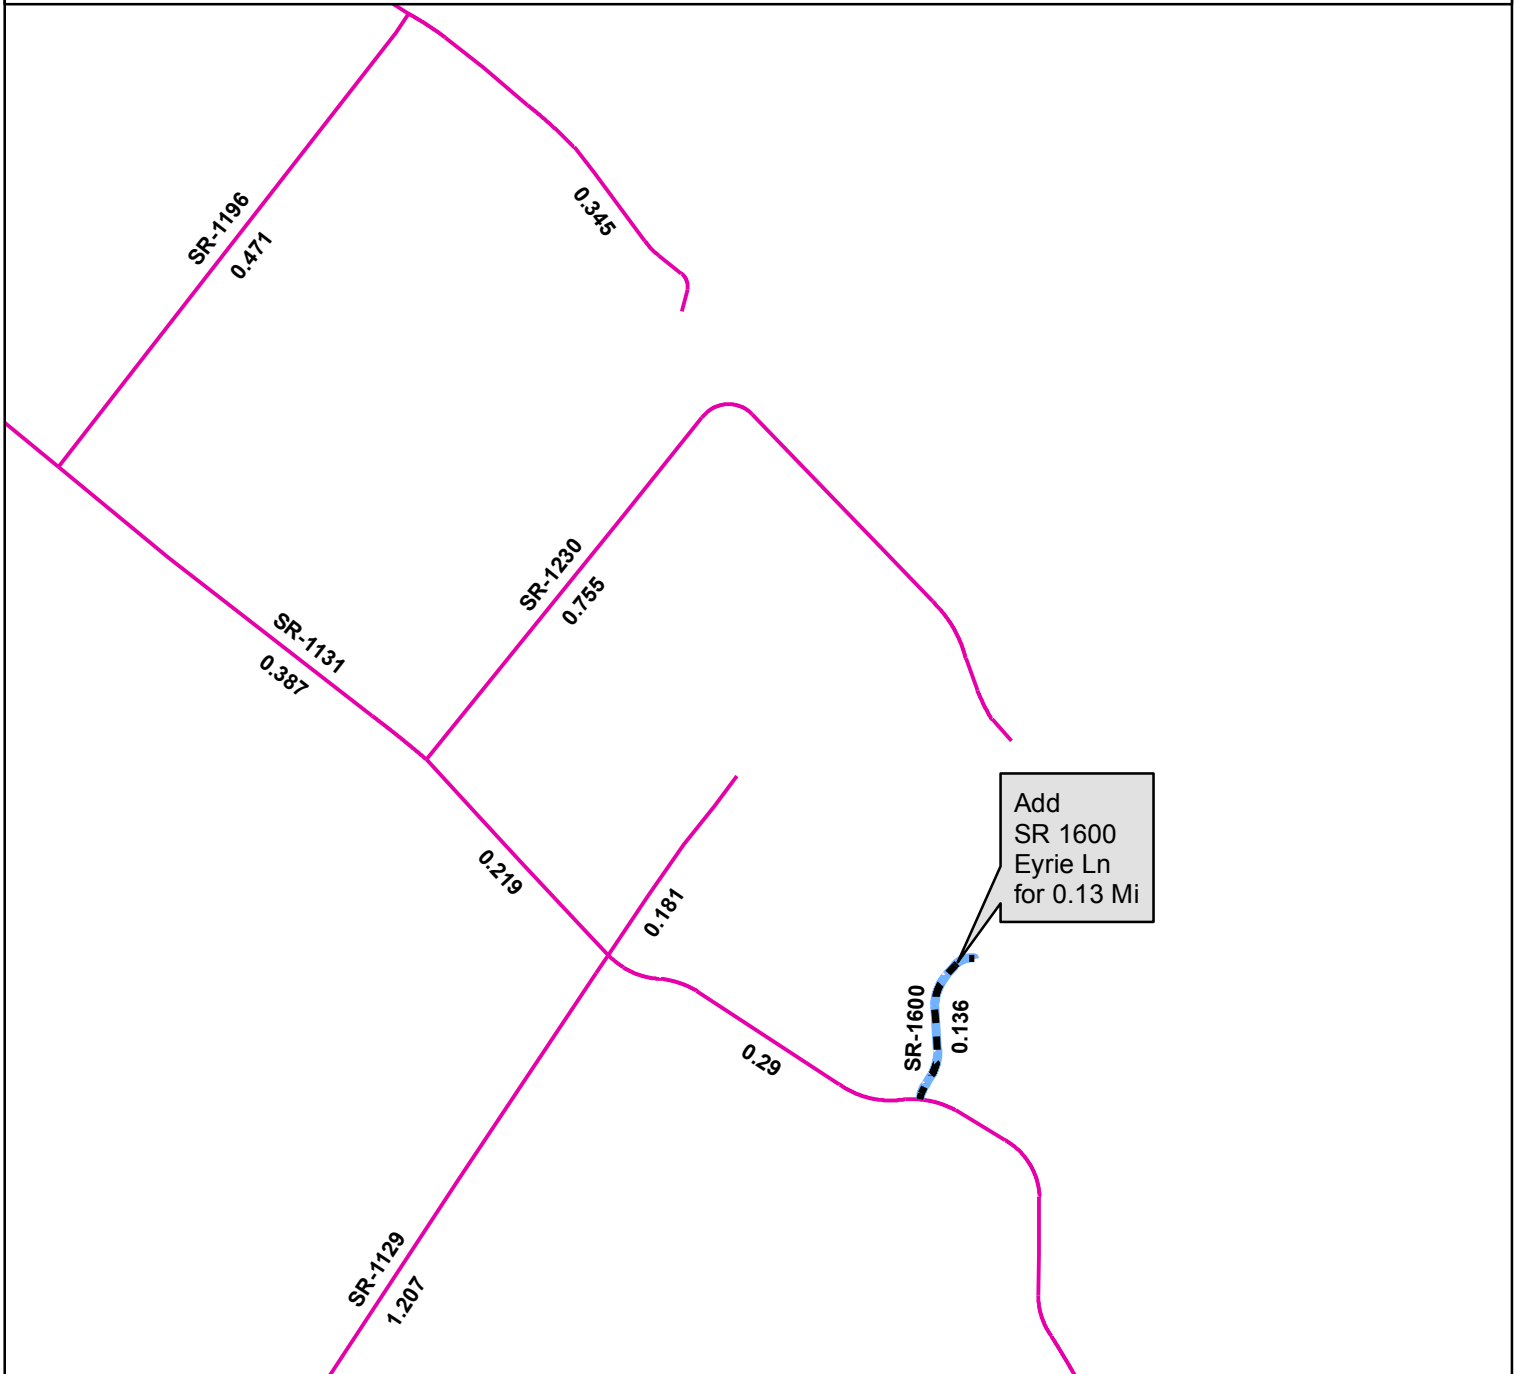 SR-1196
0.471
0.345
SR-1230
0.755
SR-1131
0.387
Add
SR 1600
Eyrie Ln
for 0.13 Mi
0.219
0.181
SR-1600
0.136
0.29
SR-1129
1.207